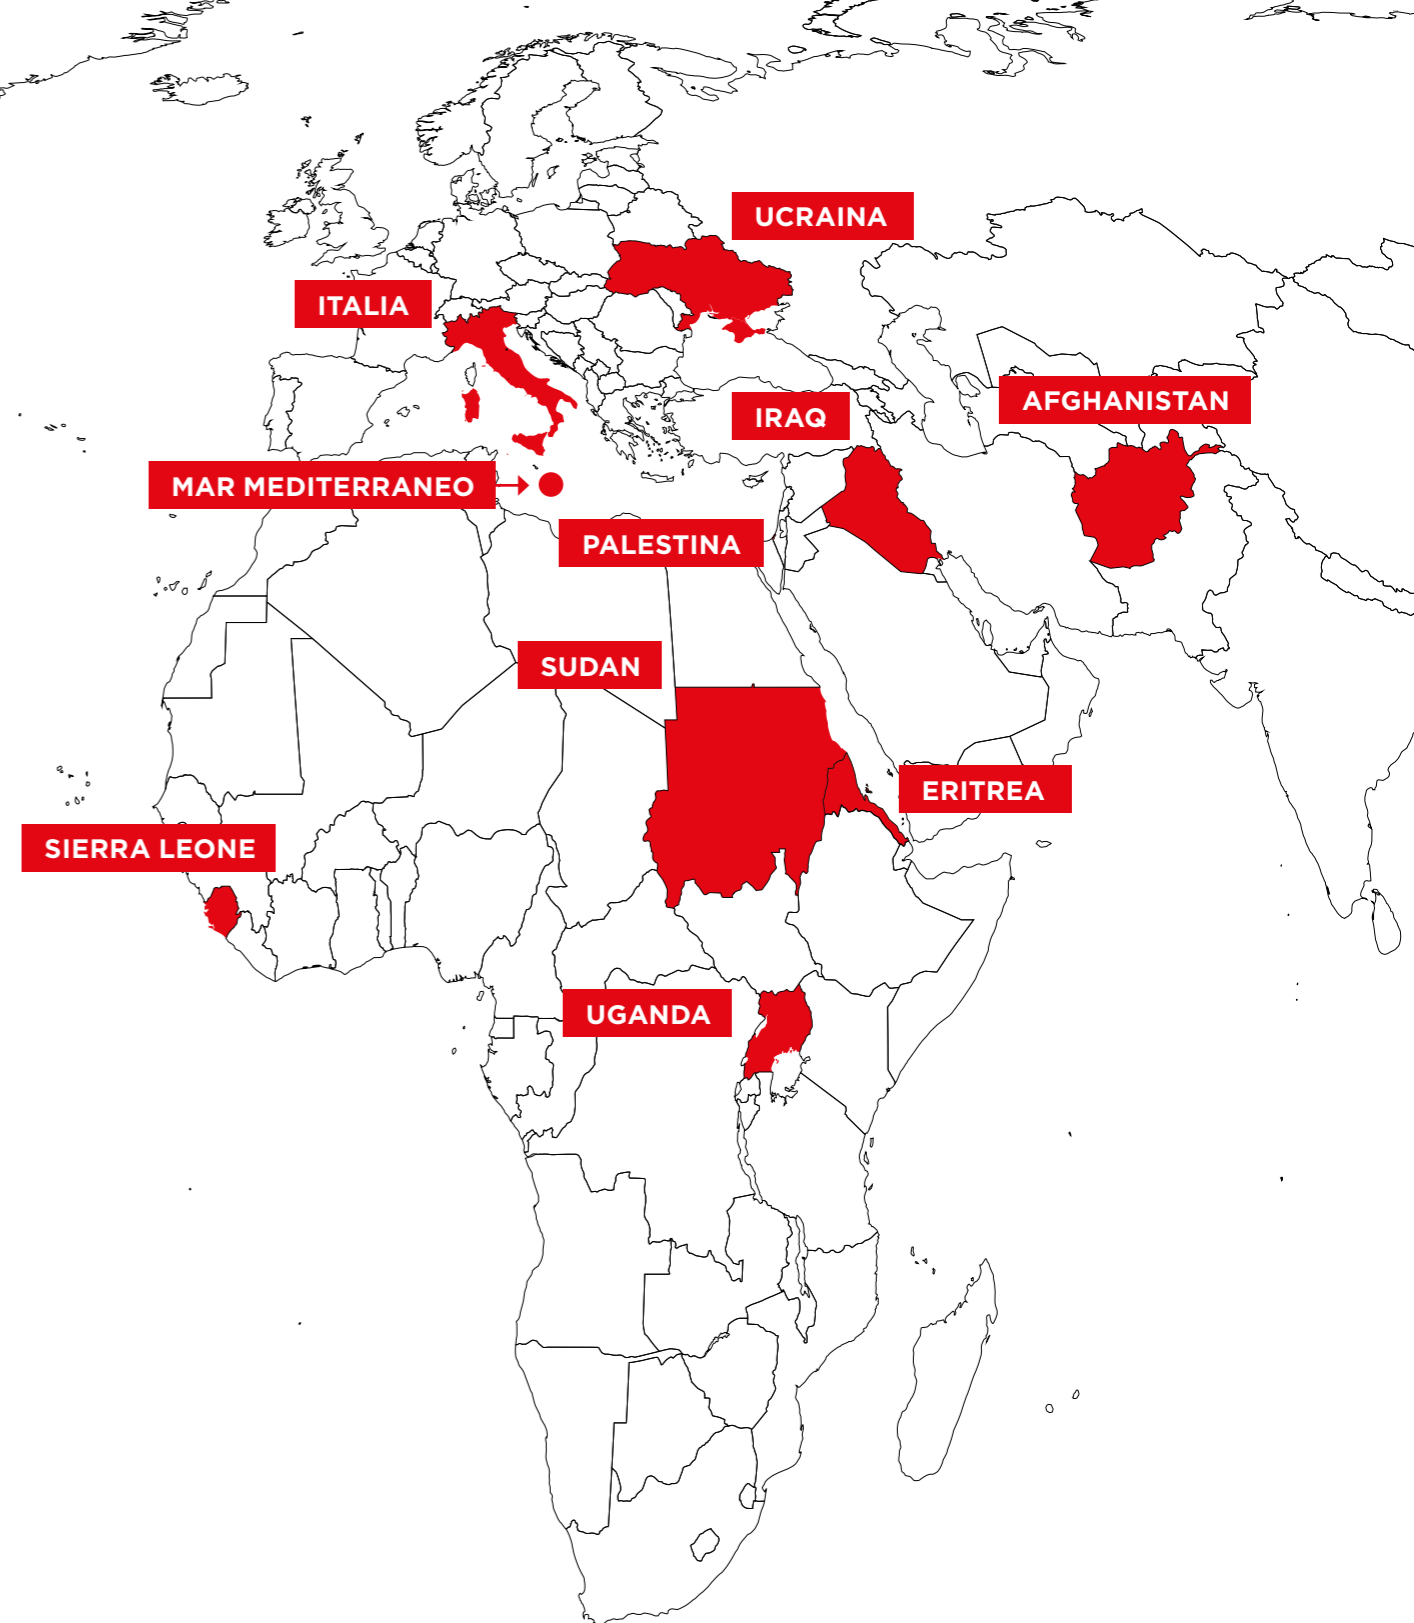 UCRAINA
ITALIA
AFGHANISTAN
IRAQ
MAR MEDITERRANEO
PALESTINA
SUDAN
ERITREA
SIERRA LEONE
UGANDA